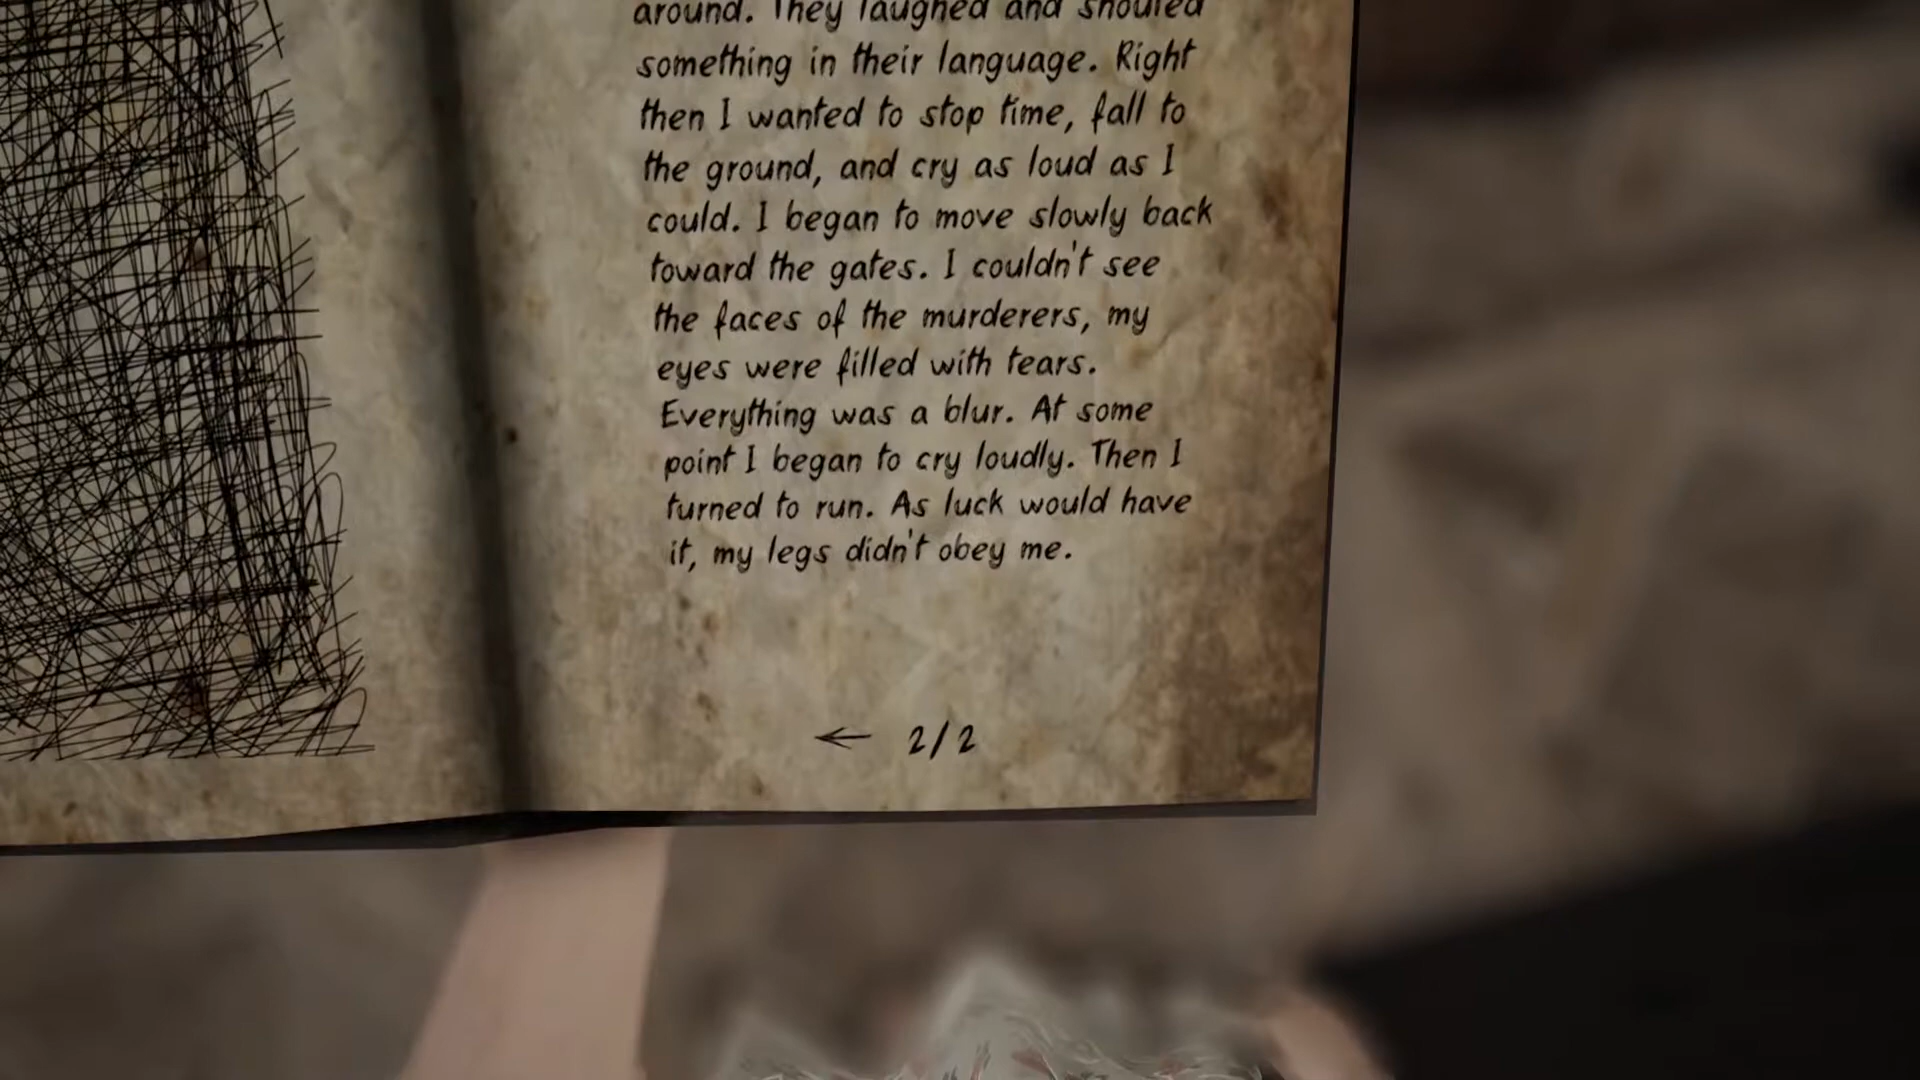 around. They laughed and shouted
something in their language. Right
then I wanted to stop time, fall to
the ground, and cry as loud as I
could. I began to move slowly back
toward the gates. I couldn't see
the faces of the murderers, my
eyes were filled with tears.
Everything was a blur. At some
point I began to cry loudly. Then I
turned to run. As luck would have
it, my legs didn't obey me.
← 2/2